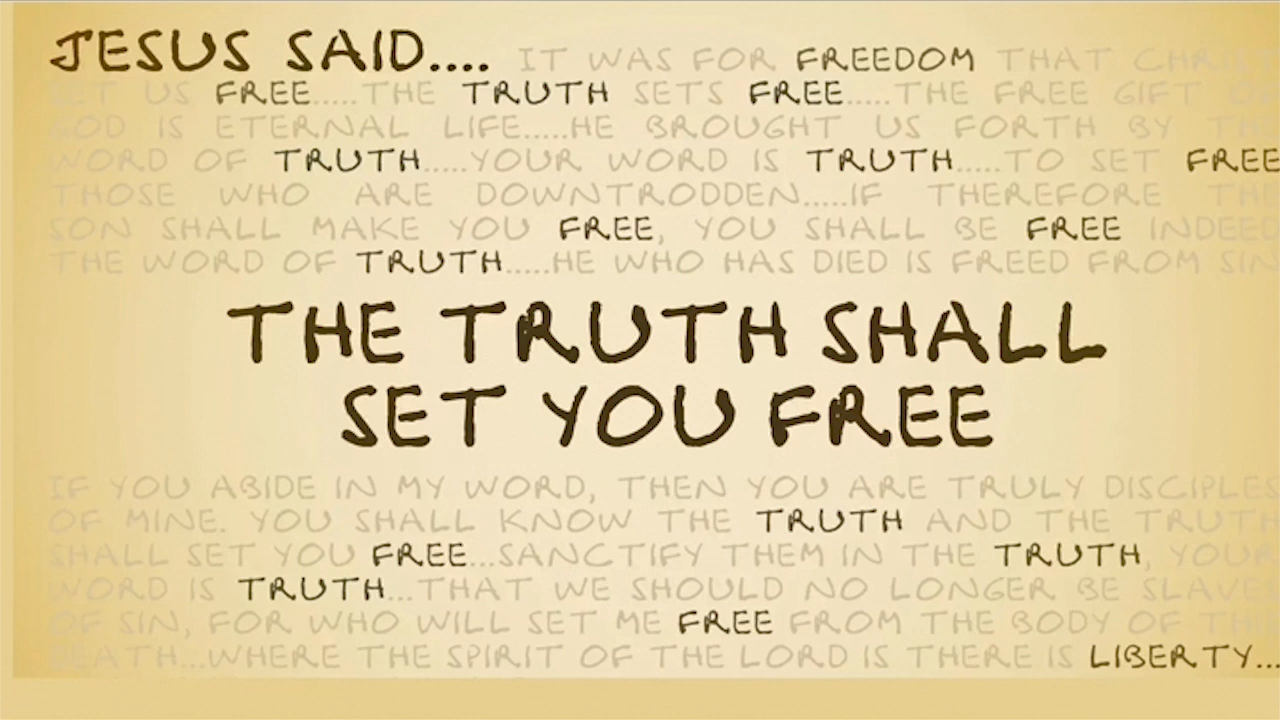 JESUS SAID.... IT WAS FOR FREEDOM THAT CHRIST
SET US FREE.....THE TRUTH SETS FREE.....THE FREE GIFT OF
GOD IS ETERNAL LIFE.....HE BROUGHT US FORTH BY THE
WORD OF TRUTH.....YOUR WORD IS TRUTH.....TO SET FREE
THOSE WHO ARE DOWNTRODDEN.....IF THEREFORE THE
SON SHALL MAKE YOU FREE, YOU SHALL BE FREE INDEED
THE WORD OF TRUTH.....HE WHO HAS DIED IS FREED FROM SIN
THE TRUTH SHALL
SET YOU FREE
IF YOU ABIDE IN MY WORD, THEN YOU ARE TRULY DISCIPLES
OF MINE. YOU SHALL KNOW THE TRUTH AND THE TRUTH
SHALL SET YOU FREE...SANCTIFY THEM IN THE TRUTH, YOUR
WORD IS TRUTH...THAT WE SHOULD NO LONGER BE SLAVES
OF SIN, FOR WHO WILL SET ME FREE FROM THE BODY OF THIS
DEATH...WHERE THE SPIRIT OF THE LORD IS THERE IS LIBERTY...